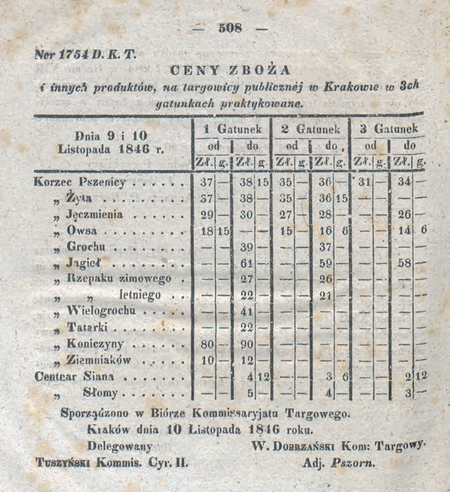 — 508 —
Ner 1754 D. K. T.
CENY ZBOŻA
i innych produktów, na targowicy publicznéj w Krakowie w 3ch
gatunkach praktykowane.
Dnia 9 i 10 Listopada 1846 r. | 1 Gatunek | 2 Gatunek | 3 Gatunek
od | do | od | do | od | do
Zł. g. | Zł. g. | Zł. g. | Zł. g. | Zł. g. | Zł. g.
Korzec Pszenicy . . . . . . 37 — 38 15 35 — 36 — 31 — 34 —
„ Żyta . . . . . . . . 37 — 38 — 35 — 36 15 — — — —
„ Jęczmienia . . . . . 29 — 30 — 27 — 28 — — — 26 —
„ Owsa . . . . . . . . 18 15 — — 15 — 16 6 — — 14 6
„ Grochu . . . . . . . — — 39 — — — 37 — — — — —
„ Jagieł . . . . . . . — — 61 — — — 59 — — — 58 —
„ Rzepaku zimowego . — — 27 — — — 26 — — — — —
„ „ letniego . . — — 22 — — — 21 — — — — —
„ Wielogrochu . . . . — — 41 — — — — — — — — —
„ Tatarki . . . . . . — — 22 — — — — — — — — —
„ Koniczyny . . . . . 80 — 90 — — — — — — — — —
„ Ziemniaków . . . . . 10 — 12 — — — — — — — — —
Centnar Siana . . . . . . . — — 4 12 — — 3 6 — — 2 12
„ Słomy . . . . . . — — 5 — — — 4 — — — 3 —
Sporządzono w Biórze Kommissaryjatu Targowego.
Kraków dnia 10 Listopada 1846 roku.
Delegowany W. Dobrzański Kom: Targowy.
Tuszyński Kommis. Cyr. II. Adj. Pszorn.